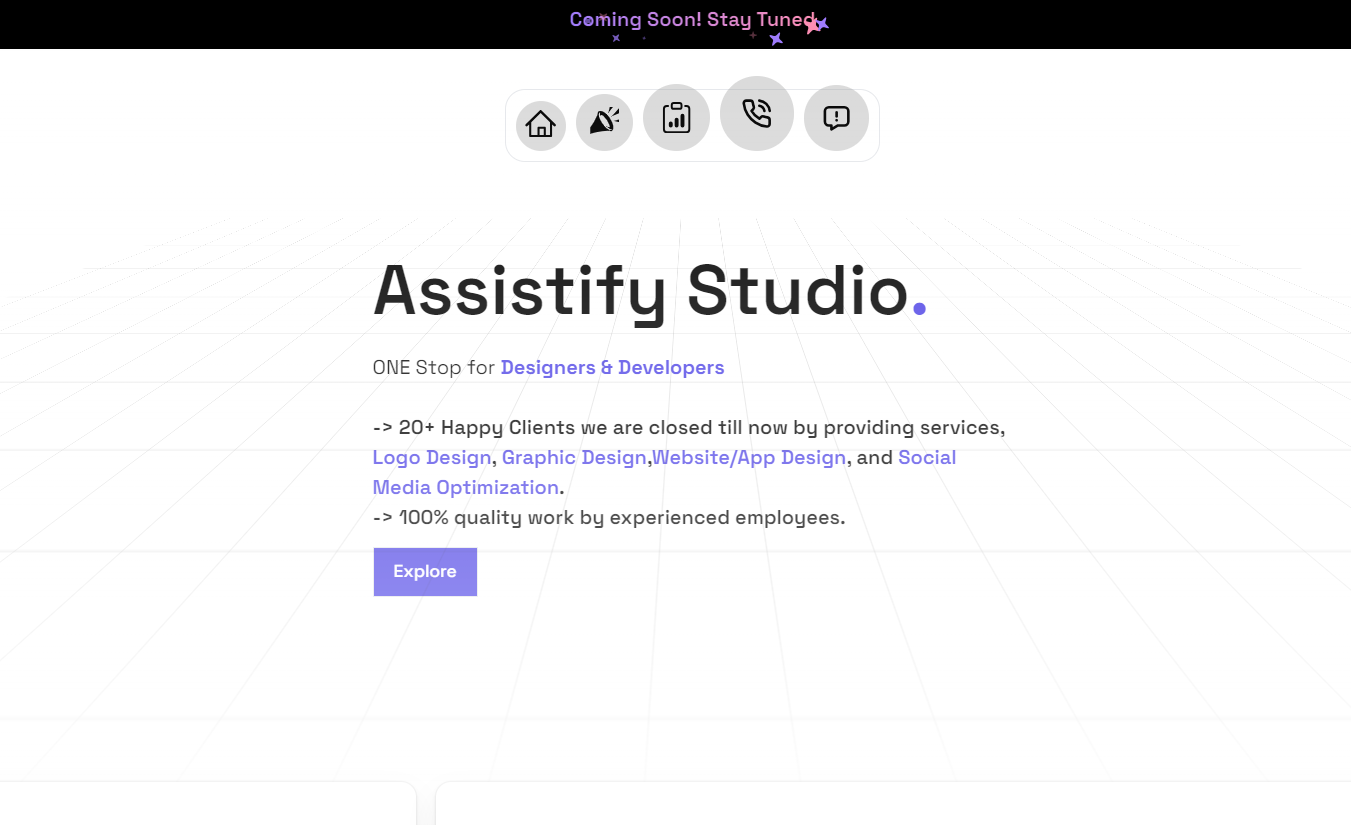 Coming Soon! Stay Tuned
Assistify Studio.
ONE Stop for Designers & Developers
-> 20+ Happy Clients we are closed till now by providing services,
Logo Design, Graphic Design,Website/App Design, and Social
Media Optimization.
-> 100% quality work by experienced employees.
Explore